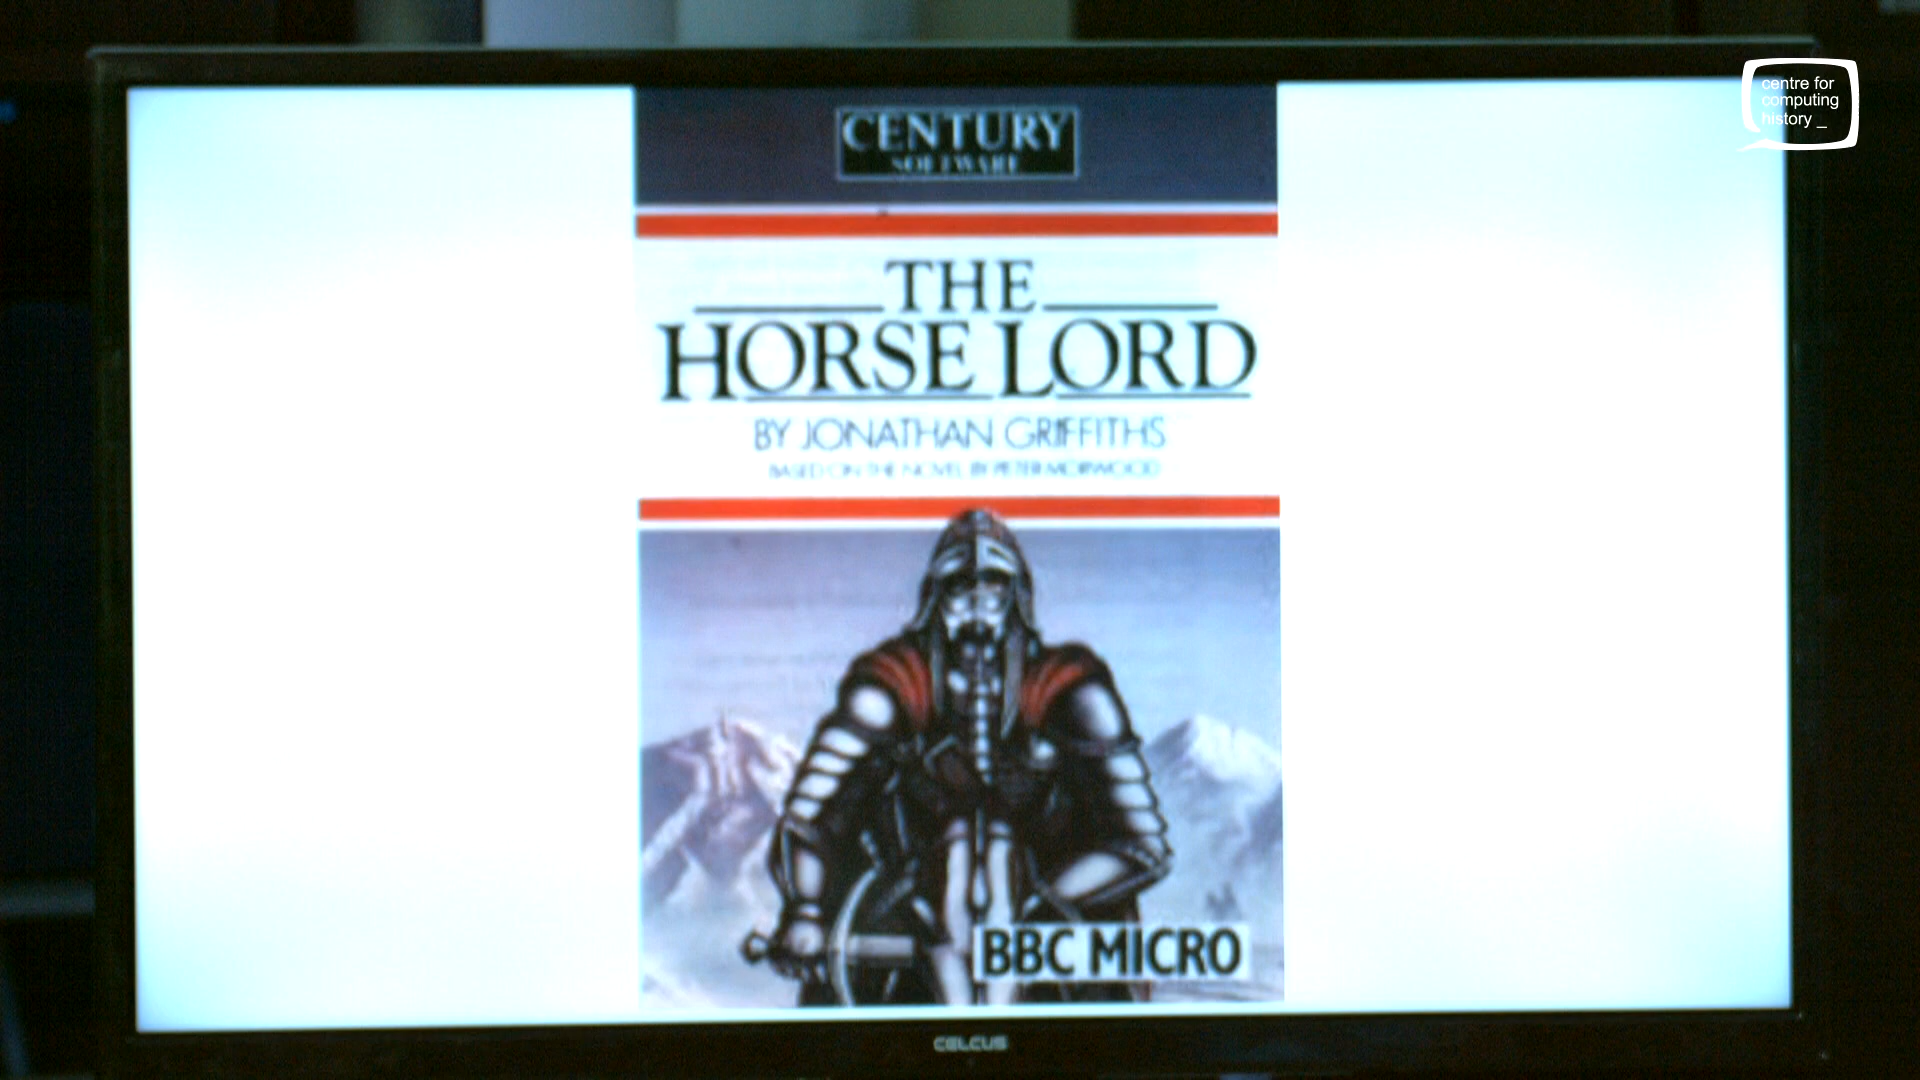 centre for
computing
history _
CENTURY
SOFTWARE
THE
HORSE LORD
BY JONATHAN GRIFFITHS
BASED ON THE NOVEL BY PETER MORWOOD
BBC MICRO
CELCUS